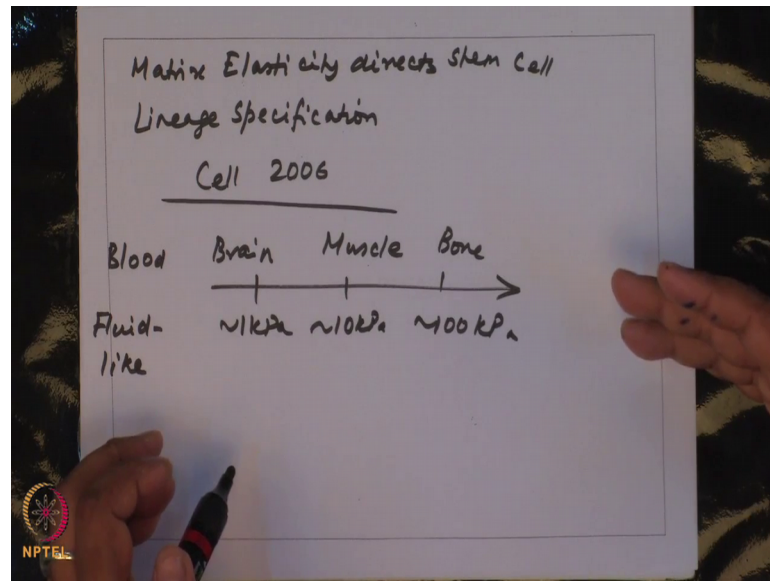 Matrix Elasticity directs Stem Cell
Lineage Specification
Cell 2006
Blood Brain Muscle Bone
Fluid- ~1kPa ~10kPa ~100kPa
like
NPTEL